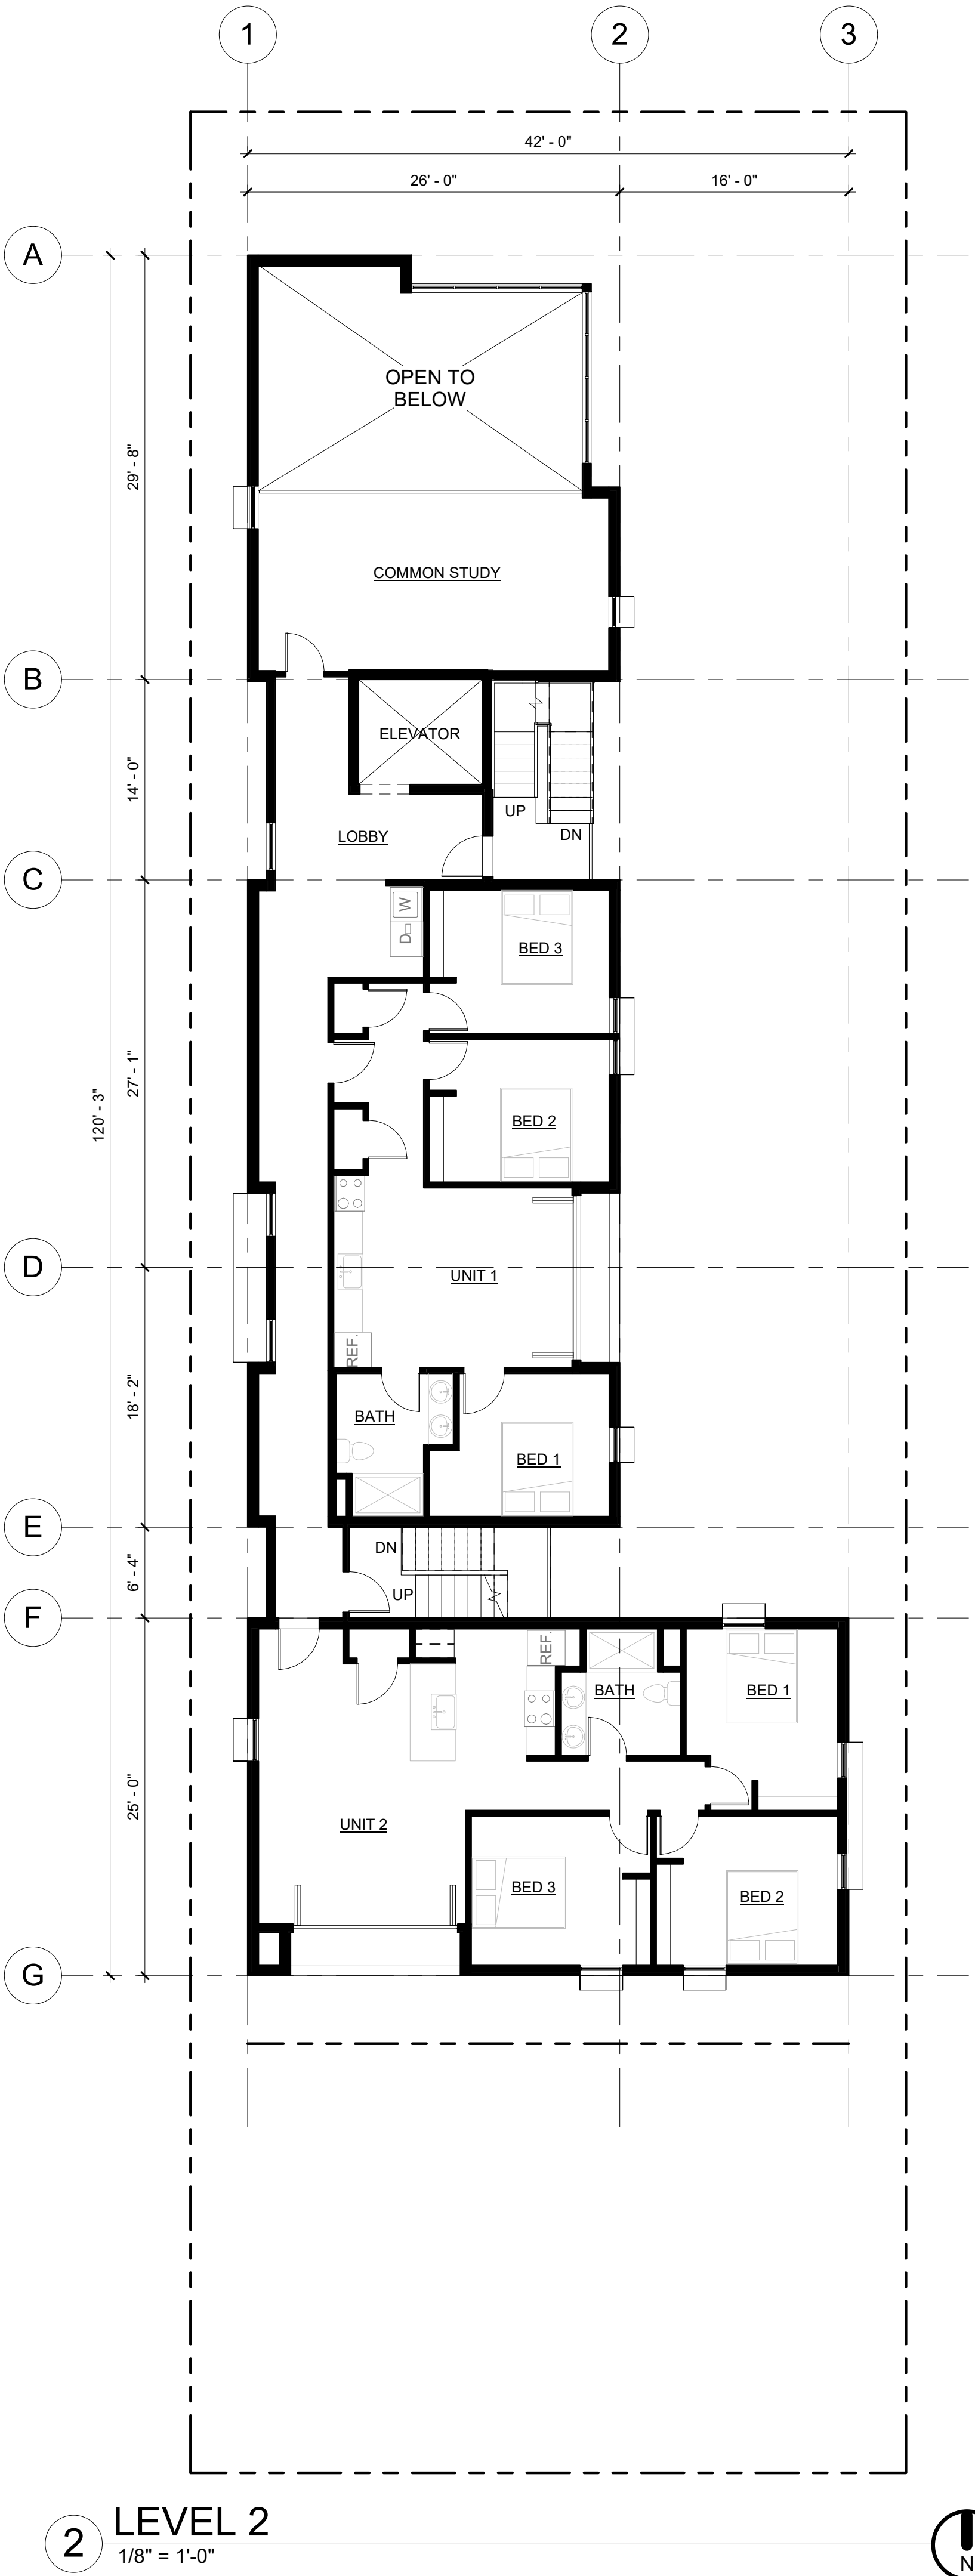 1
2
3
42' - 0"
26' - 0"
16' - 0"
A
OPEN TO
BELOW
29' - 8"
COMMON STUDY
B
ELEVATOR
14' - 0"
UP
DN
LOBBY
C
W
D
BED 3
27' - 1"
120' - 3"
BED 2
D
UNIT 1
REF.
18' - 2"
BATH
BED 1
E
DN
6' - 4"
UP
F
REF.
BATH
BED 1
25' - 0"
UNIT 2
BED 3
BED 2
G
2
LEVEL 2
1/8" = 1'-0"
N